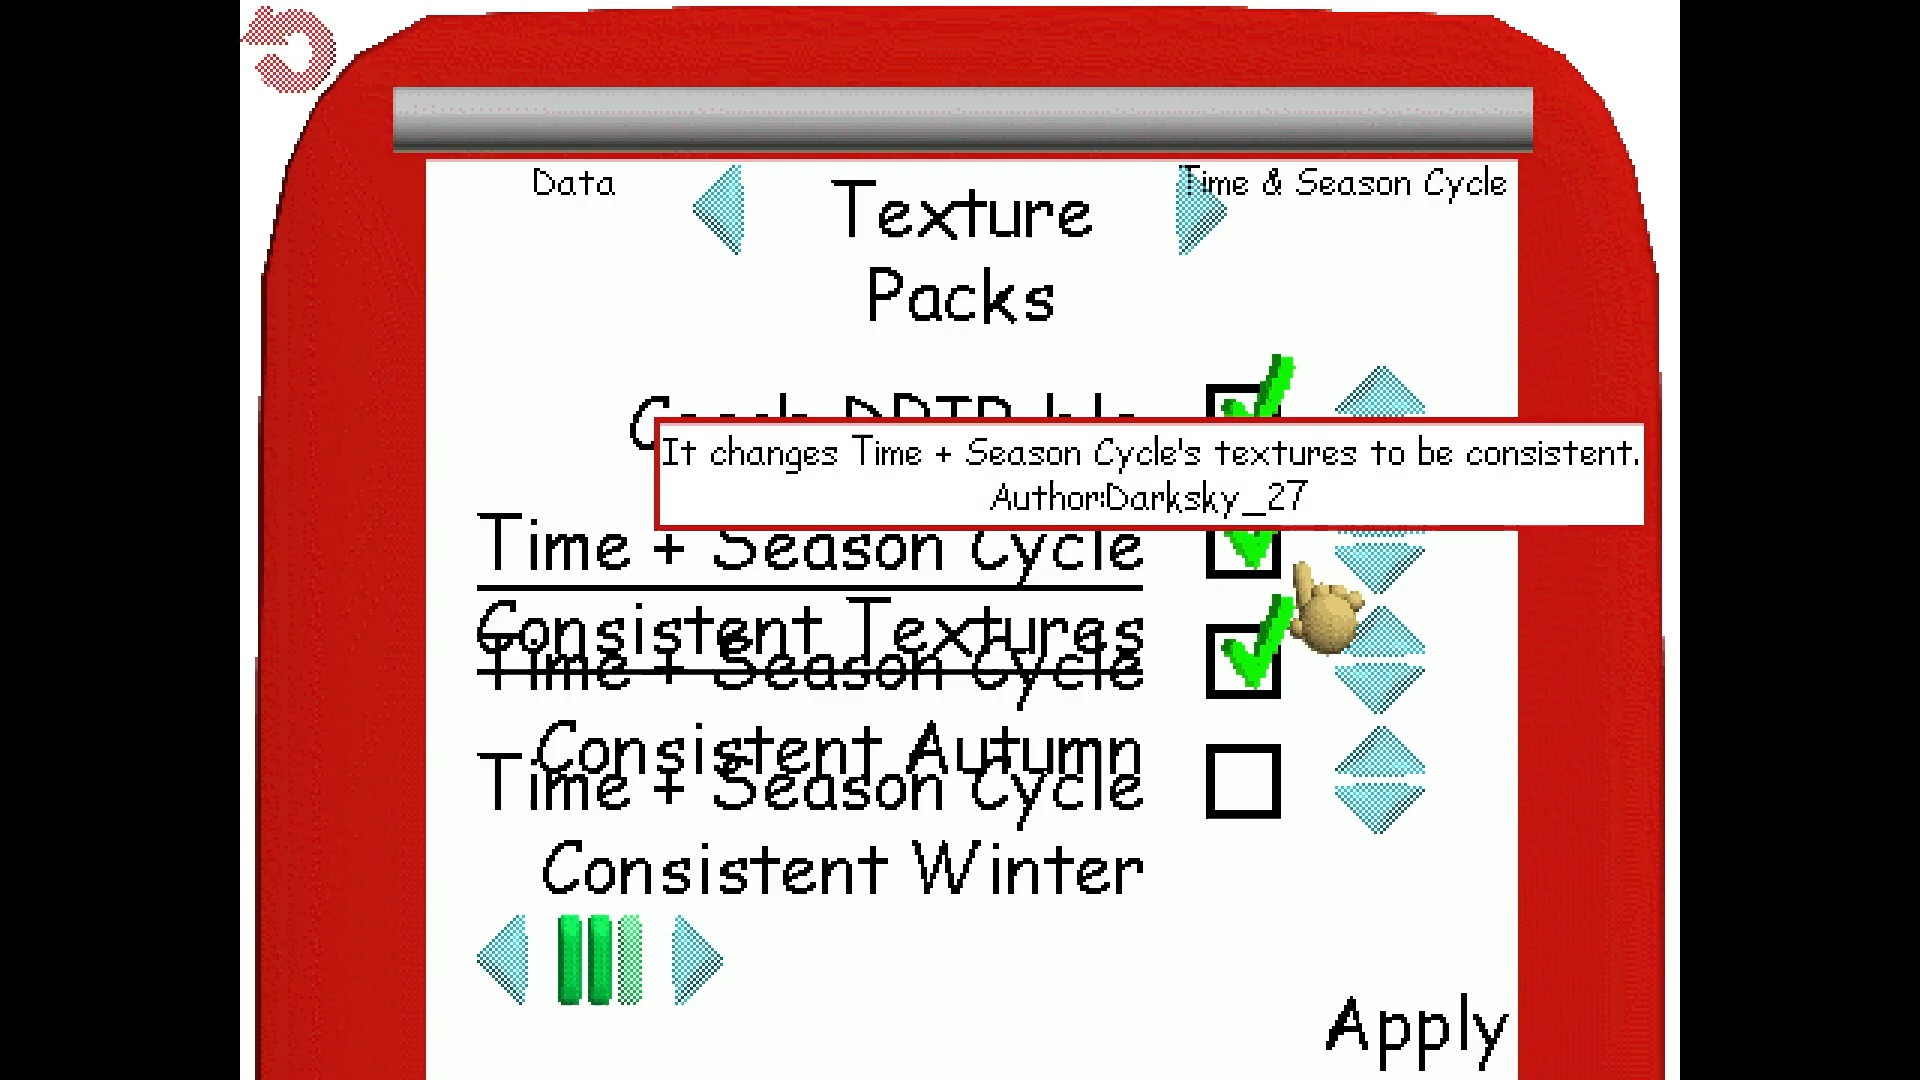 Data
Texture
Packs
Time & Season Cycle
It changes Time + Season Cycle's textures to be consistent.
Author:Darksky_27
Time + Season Cycle
Consistent Textures
Time + Season Cycle
Consistent Autumn
Time + Season Cycle
Consistent Winter
Apply